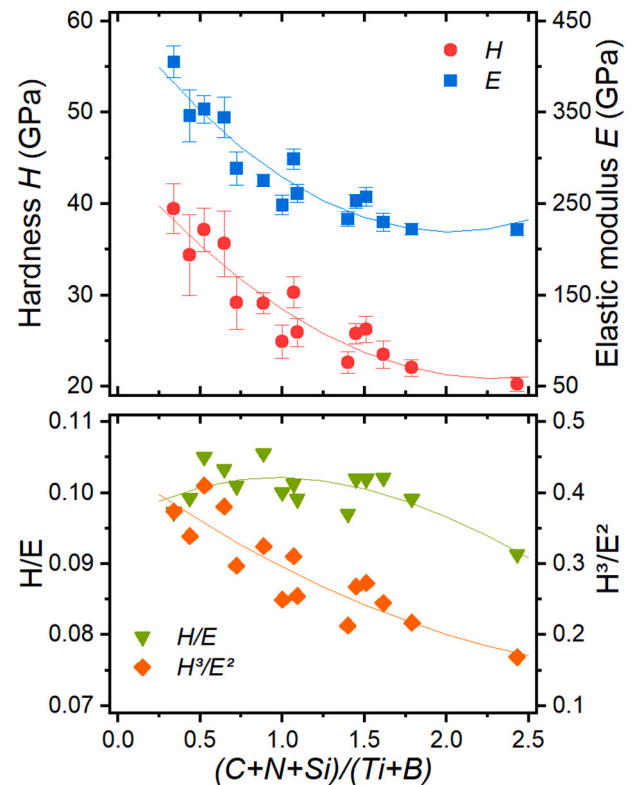 60
50
40
30
20
Hardness H (GPa)
H
E
450
350
250
150
50
Elastic modulus E (GPa)
0.11
0.10
0.09
0.08
0.07
H/E
H/E
H³/E²
0.5
0.4
0.3
0.2
0.1
H³/E²
0.0 0.5 1.0 1.5 2.0 2.5
(C+N+Si)/(Ti+B)